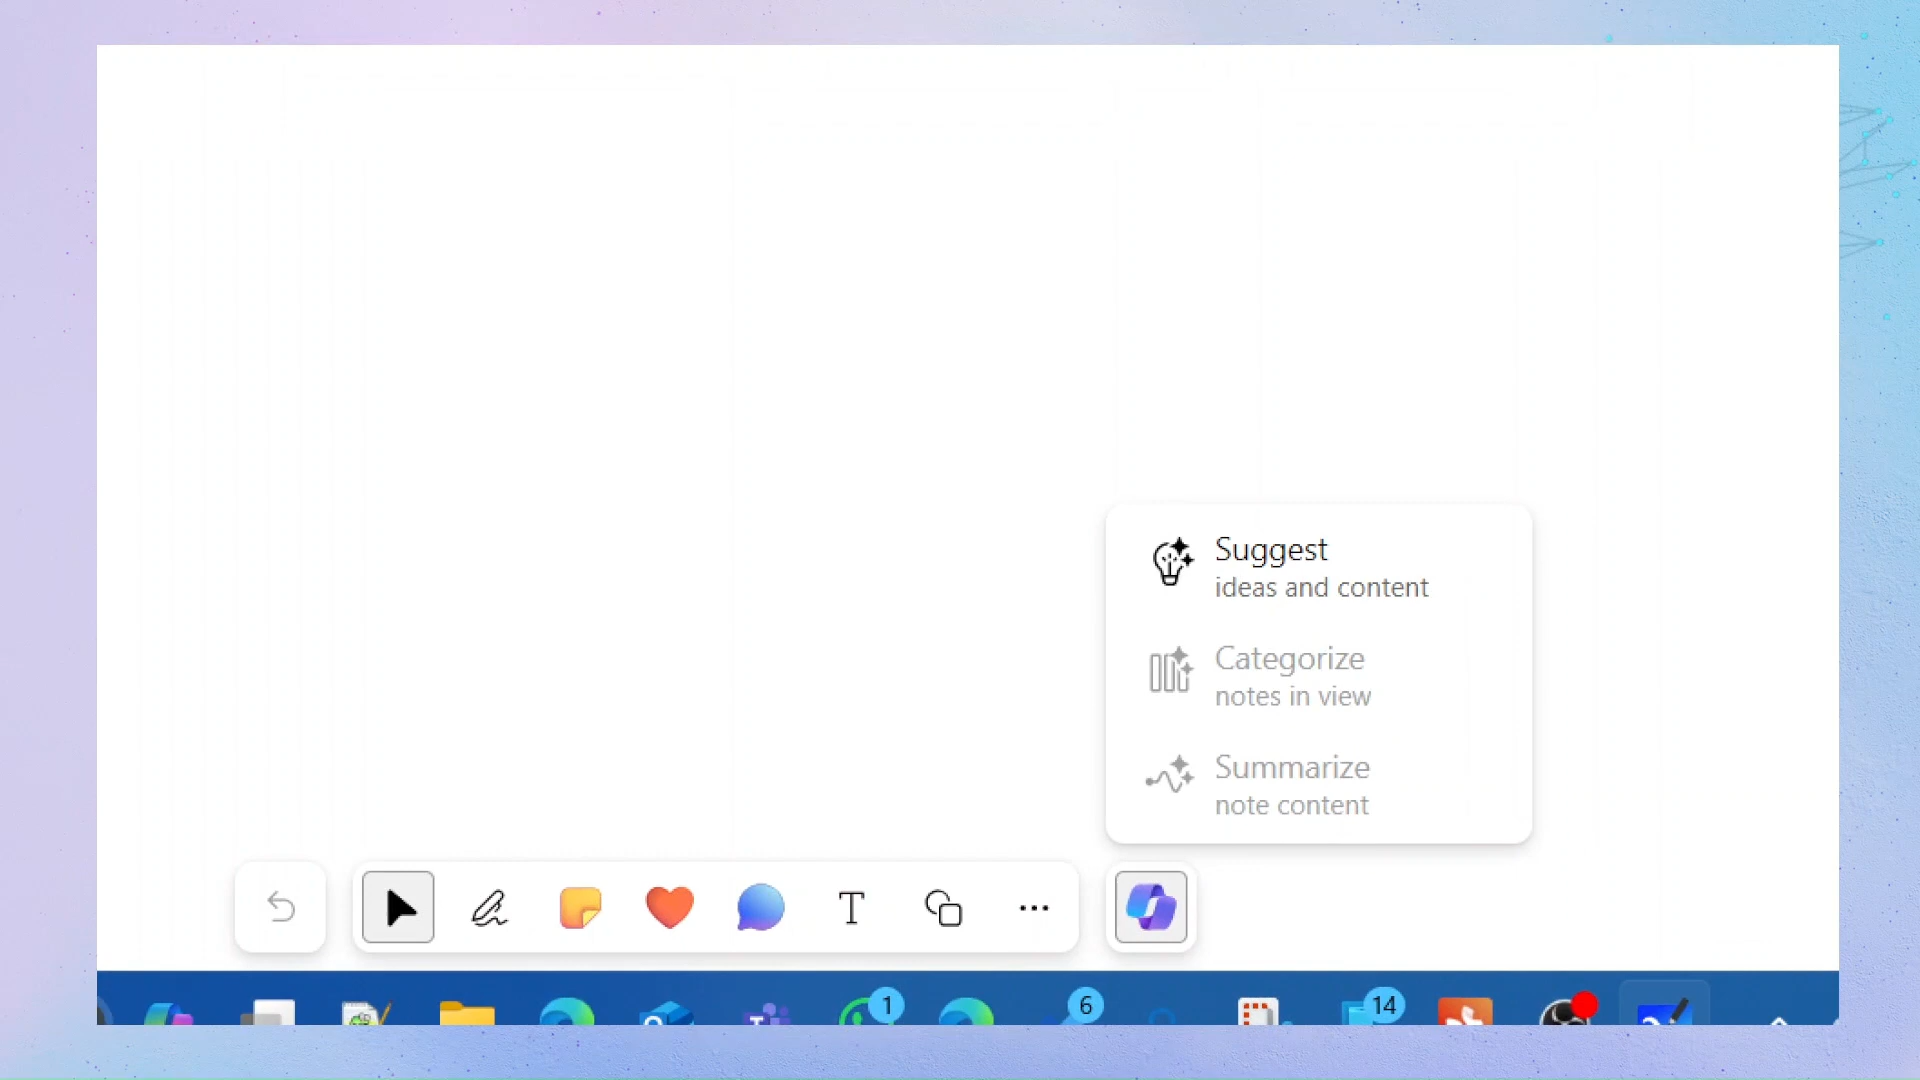 Suggest
ideas and content
Categorize
notes in view
Summarize
note content
T
1
6
14